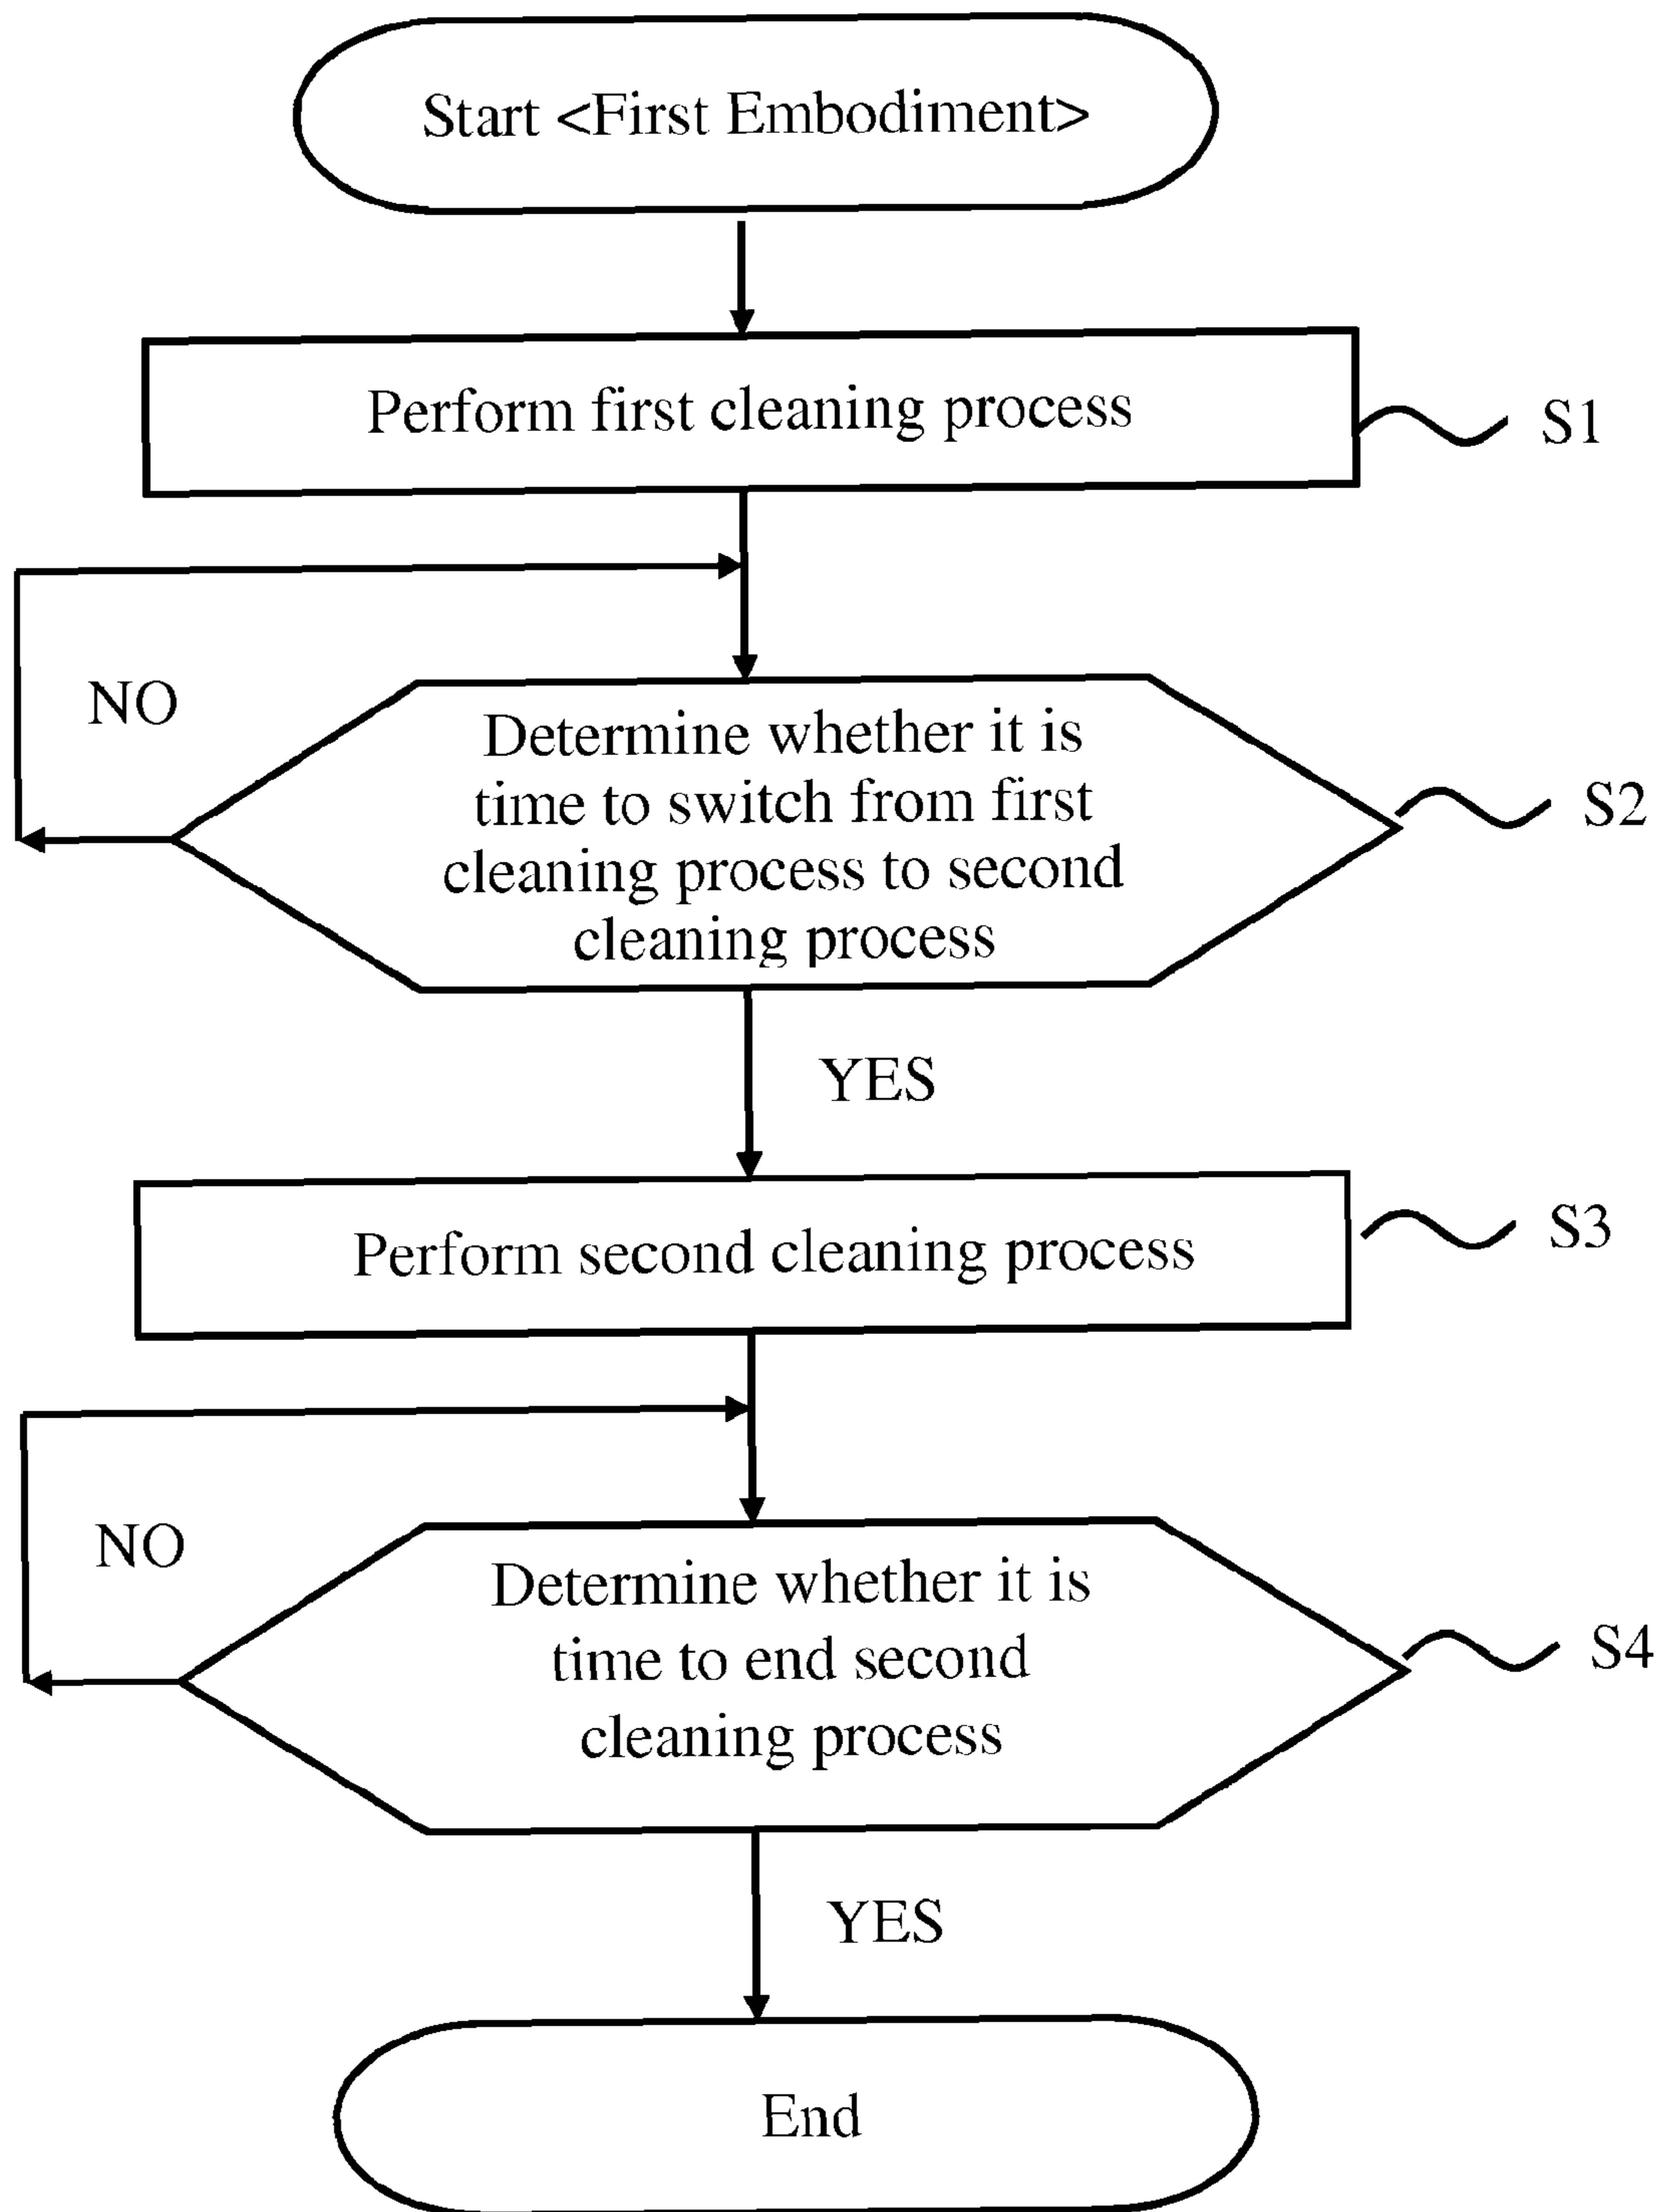 Start <First Embodiment>
Perform first cleaning process
S1
NO
Determine whether it is
time to switch from first
cleaning process to second
cleaning process
S2
YES
Perform second cleaning process
S3
NO
Determine whether it is
time to end second
cleaning process
S4
YES
End